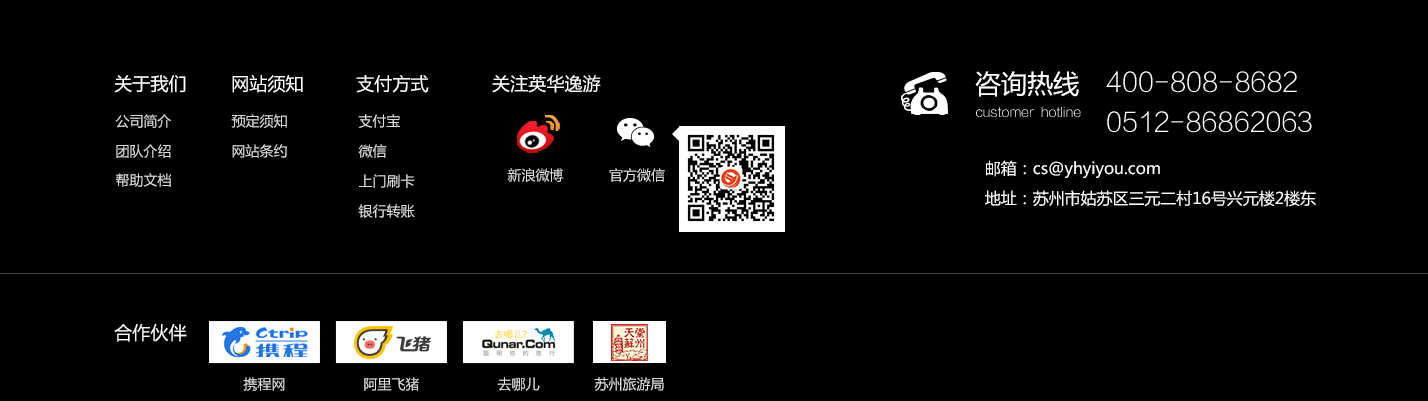 关于我们
公司简介
团队介绍
帮助文档
网站须知
预定须知
网站条约
支付方式
支付宝
微信
上门刷卡
银行转账
关注英华逸游
新浪微博
官方微信
咨询热线
customer hotline
400-808-8682
0512-86862063
邮箱：cs@yhyiyou.com
地址：苏州市姑苏区三元二村16号兴元楼2楼东
合作伙伴
Ctrip
携程
携程网
飞猪
阿里飞猪
去哪儿?
Qunar.Com
聪明你的旅行
去哪儿
天堂
苏州
苏州旅游局